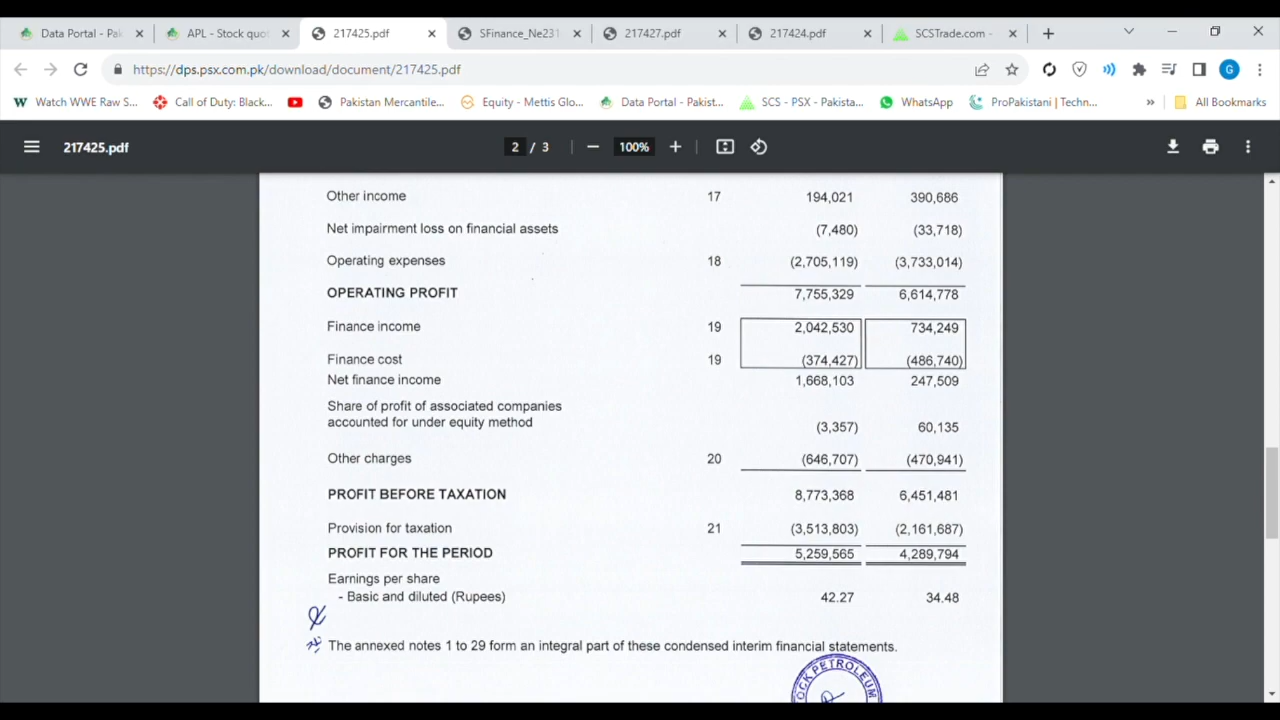 Data Portal - Pak
APL - Stock quot
217425.pdf
SFinance_Ne231
217427.pdf
217424.pdf
SCSTrade.com -
https://dps.psx.com.pk/download/document/217425.pdf
G
W Watch WWE Raw S...
Call of Duty: Black...
Pakistan Mercantile...
Equity - Mettis Glo...
Data Portal - Pakist...
SCS - PSX - Pakista...
WhatsApp
ProPakistani | Techn...
»
All Bookmarks
217425.pdf
2 / 3
100%
Other income 17 194,021 390,686
Net impairment loss on financial assets (7,480) (33,718)
Operating expenses 18 (2,705,119) (3,733,014)
OPERATING PROFIT 7,755,329 6,614,778
Finance income 19 2,042,530 734,249
Finance cost 19 (374,427) (486,740)
Net finance income 1,668,103 247,509
Share of profit of associated companies
accounted for under equity method (3,357) 60,135
Other charges 20 (646,707) (470,941)
PROFIT BEFORE TAXATION 8,773,368 6,451,481
Provision for taxation 21 (3,513,803) (2,161,687)
PROFIT FOR THE PERIOD 5,259,565 4,289,794
Earnings per share
- Basic and diluted (Rupees) 42.27 34.48
The annexed notes 1 to 29 form an integral part of these condensed interim financial statements.
OCK PETROLEUM